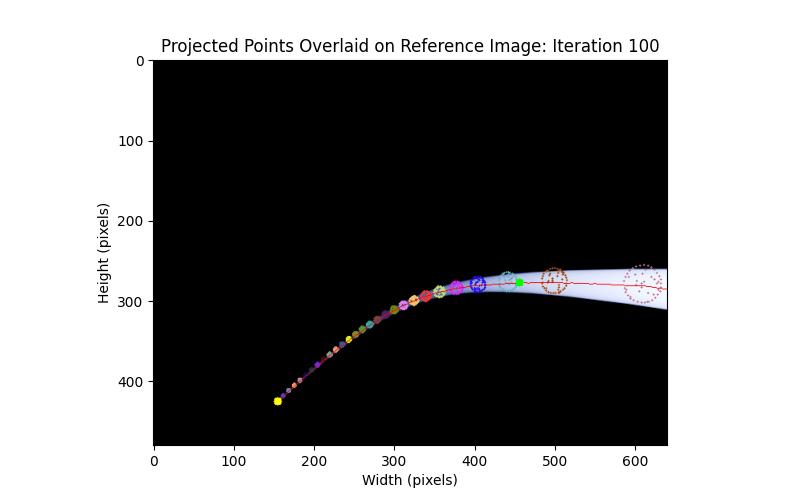 Projected Points Overlaid on Reference Image: Iteration 100
0
100
200
300
400
Height (pixels)
0 100 200 300 400 500 600
Width (pixels)